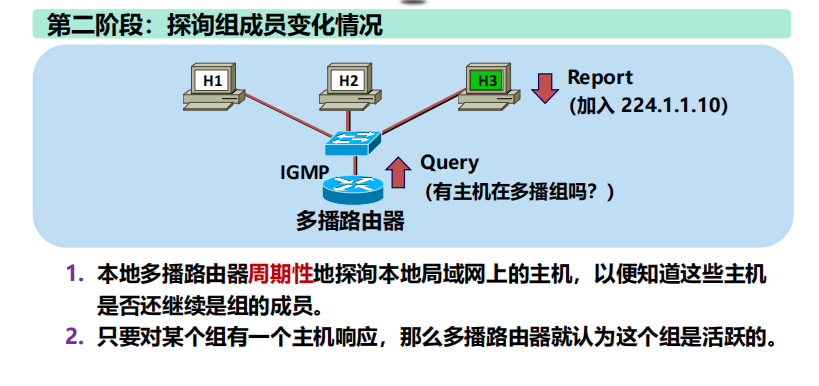 第二阶段：探询组成员变化情况
H1
H2
H3
Report
(加入 224.1.1.10)
IGMP
Query
(有主机在多播组吗？)
多播路由器
1. 本地多播路由器周期性地探询本地局域网上的主机，以便知道这些主机
是否还继续是组的成员。
2. 只要对某个组有一个主机响应，那么多播路由器就认为这个组是活跃的。